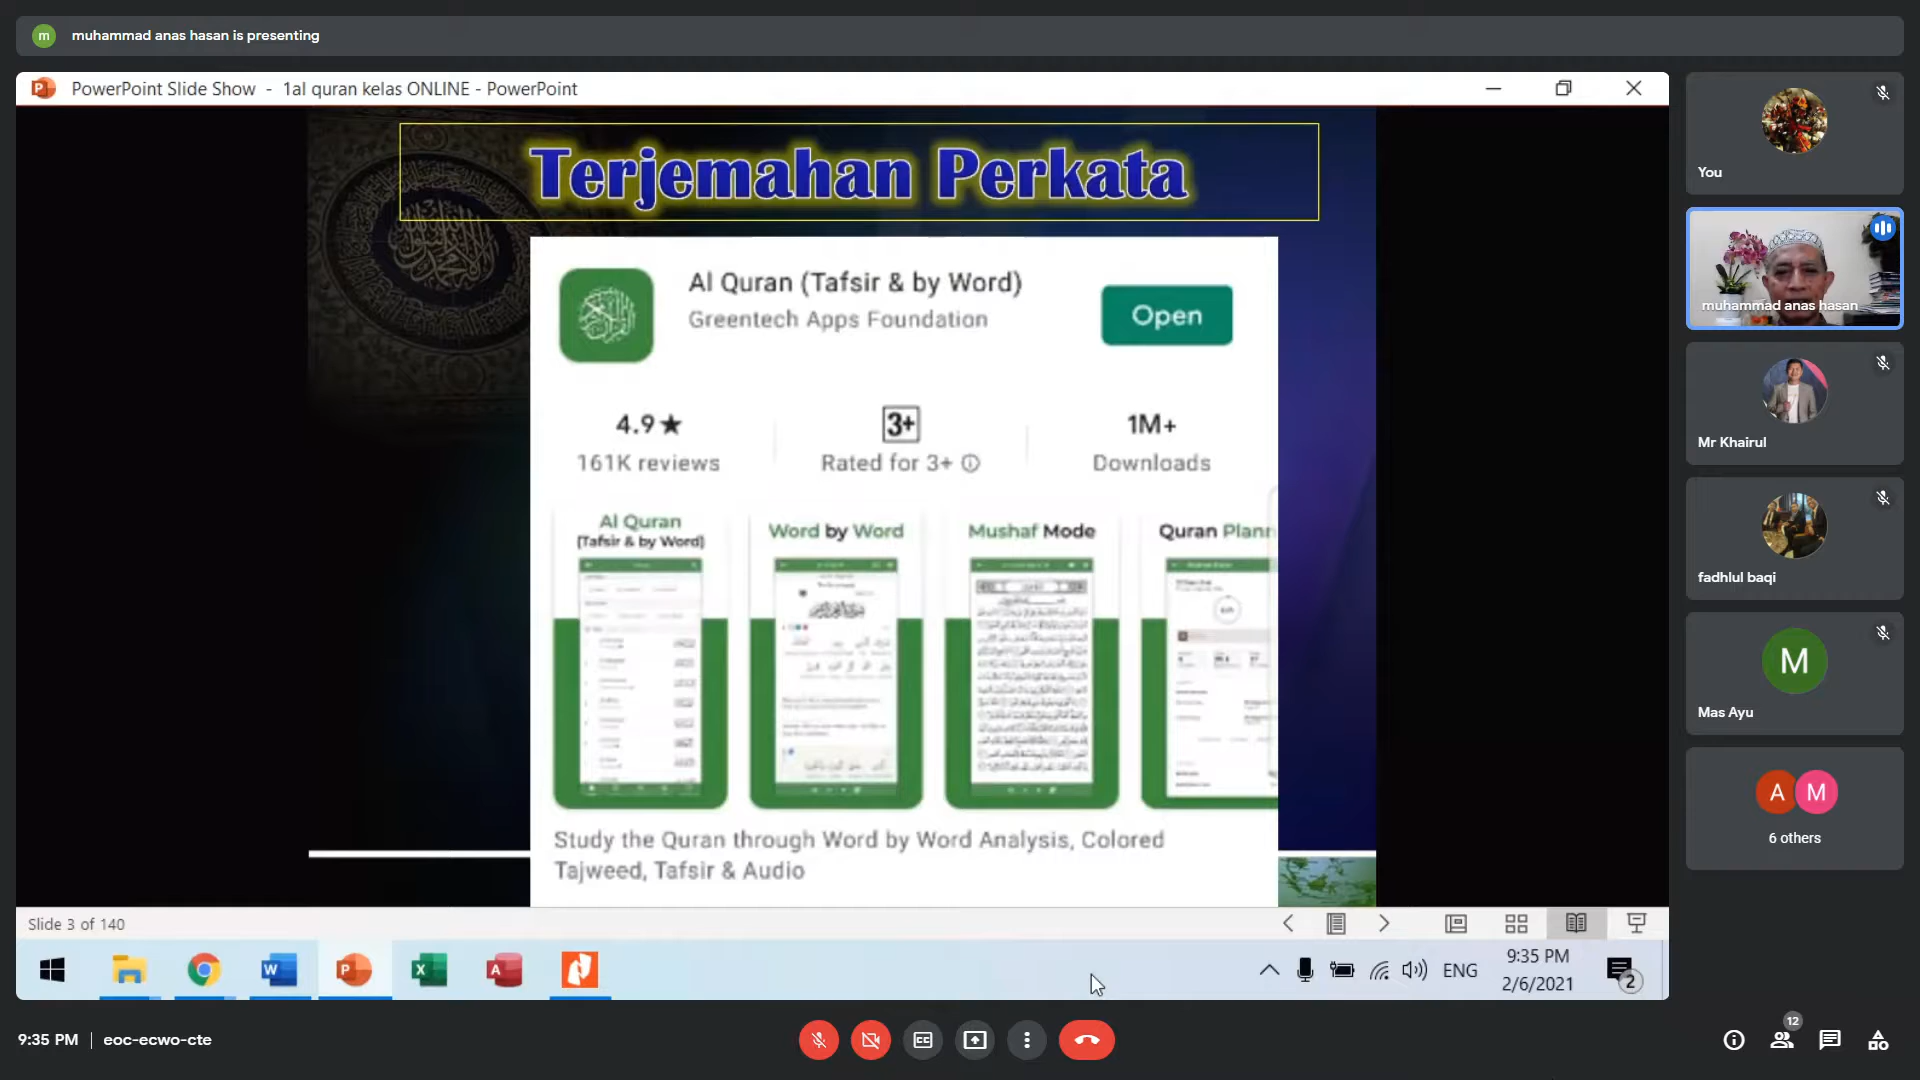 m
muhammad anas hasan is presenting
PowerPoint Slide Show - 1al quran kelas ONLINE - PowerPoint
Terjemahan Perkata
Al Quran (Tafsir & by Word)
Greentech Apps Foundation
Open
4.9★
161K reviews
3+
Rated for 3+
1M+
Downloads
Al Quran
(Tafsir & by Word)
Word by Word
Mushaf Mode
Quran Plann
Study the Quran through Word by Word Analysis, Colored
Tajweed, Tafsir & Audio
Slide 3 of 140
W
P
X
A
ENG
9:35 PM
2/6/2021
2
You
muhammad anas hasan
Mr Khairul
fadhlul baqi
M
Mas Ayu
A M
6 others
9:35 PM | eoc-ecwo-cte
12